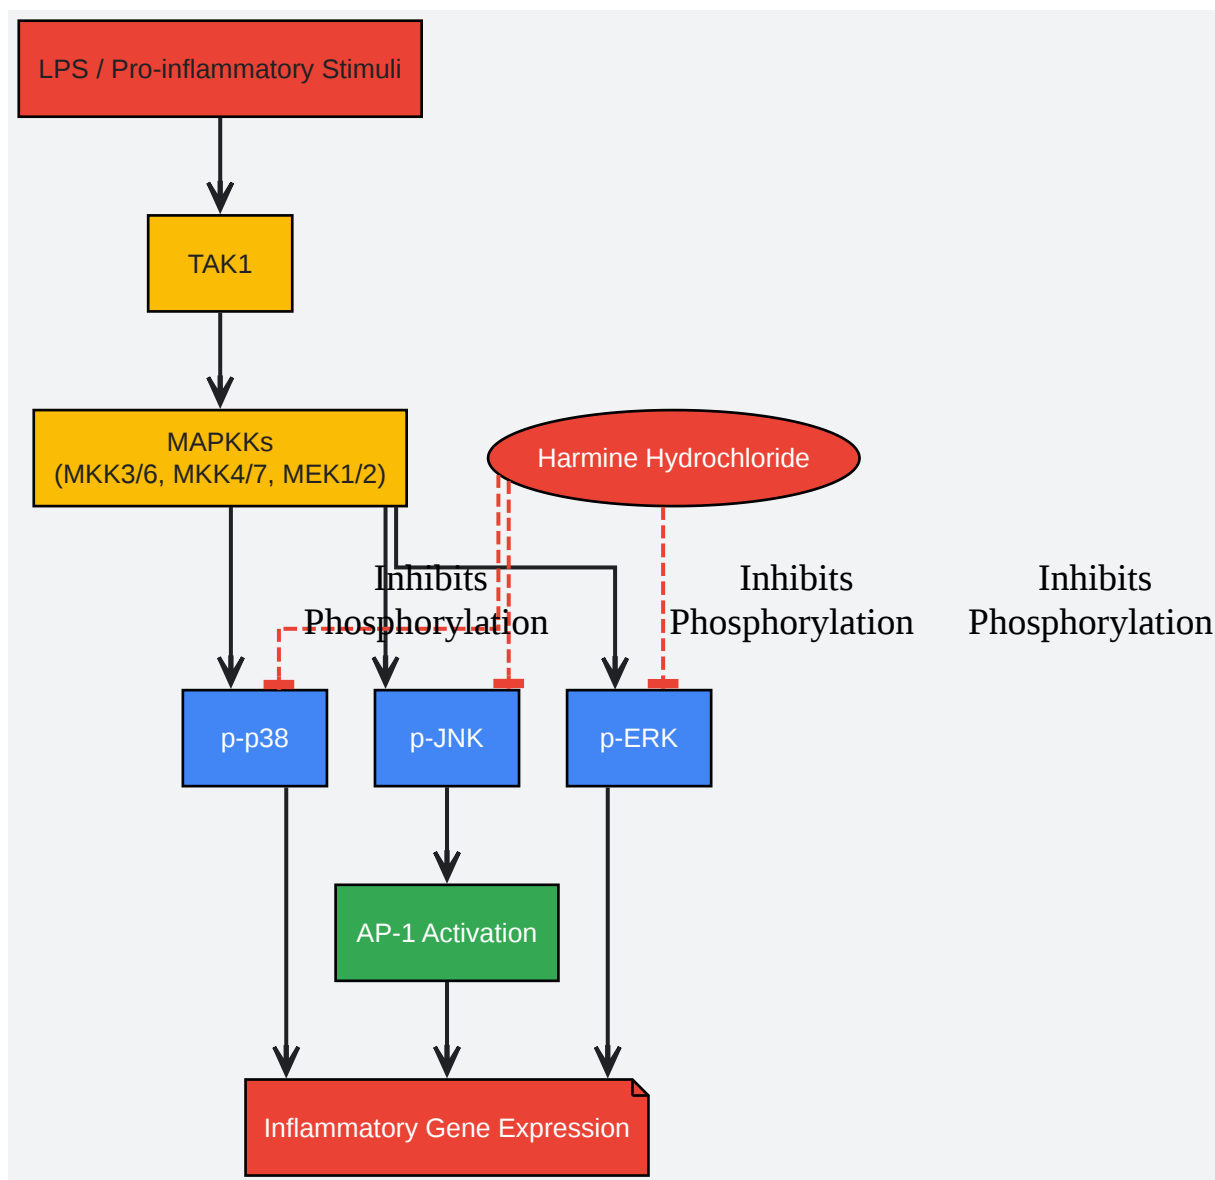 LPS / Pro-inflammatory Stimuli
TAK1
MAPKKs
(MKK3/6, MKK4/7, MEK1/2)
Harmine Hydrochloride
Inhibits
Phosphorylation
Inhibits
Phosphorylation
Inhibits
Phosphorylation
p-p38
p-JNK
p-ERK
AP-1 Activation
Inflammatory Gene Expression